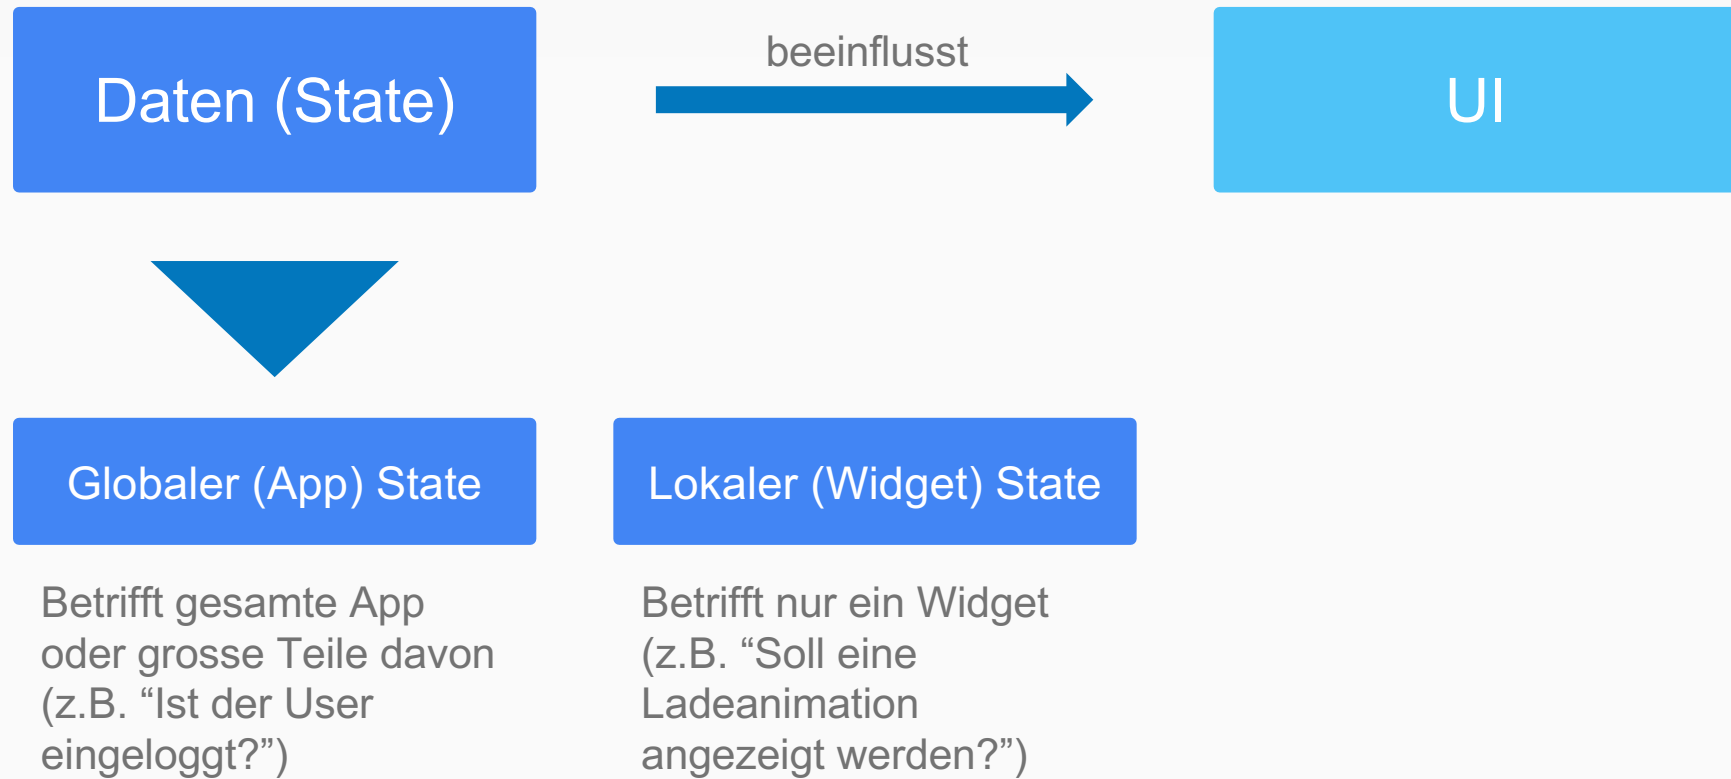 Daten (State)
beeinflusst
UI
Globaler (App) State
Lokaler (Widget) State
Betrifft gesamte App
oder grosse Teile davon
(z.B. “Ist der User
eingeloggt?”)
Betrifft nur ein Widget
(z.B. “Soll eine
Ladeanimation
angezeigt werden?”)